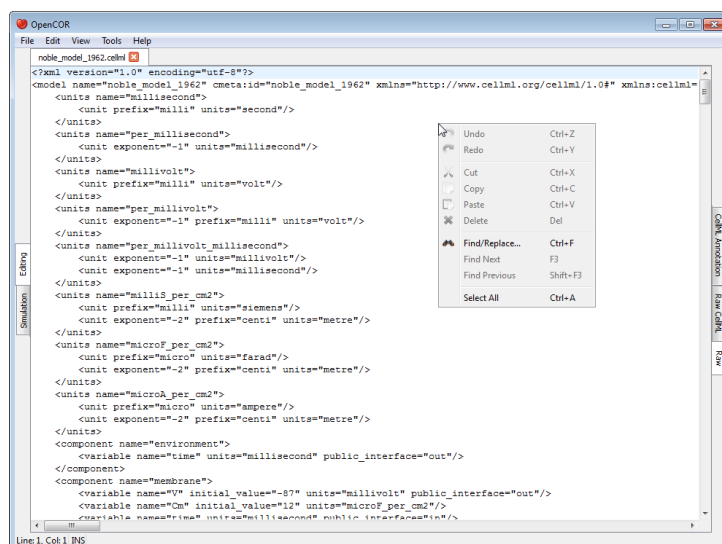 OpenCOR
File Edit View Tools Help
noble_model_1962.cellml
<?xml version="1.0" encoding="utf-8"?>
<model name="noble_model_1962" cmeta:id="noble_model_1962" xmlns="http://www.cellml.org/cellml/1.0#" xmlns:cellml=
<units name="millisecond">
<unit prefix="milli" units="second"/>
</units>
<units name="per_millisecond">
<unit exponent="-1" units="millisecond"/>
</units>
<units name="millivolt">
<unit prefix="milli" units="volt"/>
</units>
<units name="per_millivolt">
<unit exponent="-1" prefix="milli" units="volt"/>
</units>
<units name="per_millivolt_millisecond">
<unit exponent="-1" units="millivolt"/>
<unit exponent="-1" units="millisecond"/>
</units>
<units name="milliS_per_cm2">
<unit prefix="milli" units="siemens"/>
<unit exponent="-2" prefix="centi" units="metre"/>
</units>
<units name="microF_per_cm2">
<unit prefix="micro" units="farad"/>
<unit exponent="-2" prefix="centi" units="metre"/>
</units>
<units name="microA_per_cm2">
<unit prefix="micro" units="ampere"/>
<unit exponent="-2" prefix="centi" units="metre"/>
</units>
<component name="environment">
<variable name="time" units="millisecond" public_interface="out"/>
</component>
<component name="membrane">
<variable name="V" initial_value="-87" units="millivolt" public_interface="out"/>
<variable name="Cm" initial_value="12" units="microF_per_cm2"/>
<variable name="time" units="millisecond" public_interface="in"/>
Undo Ctrl+Z
Redo Ctrl+Y
Cut Ctrl+X
Copy Ctrl+C
Paste Ctrl+V
Delete Del
Find/Replace... Ctrl+F
Find Next F3
Find Previous Shift+F3
Select All Ctrl+A
Editing
Simulation
CellML Annotation
Raw CellML
Raw
Line: 1, Col: 1 INS